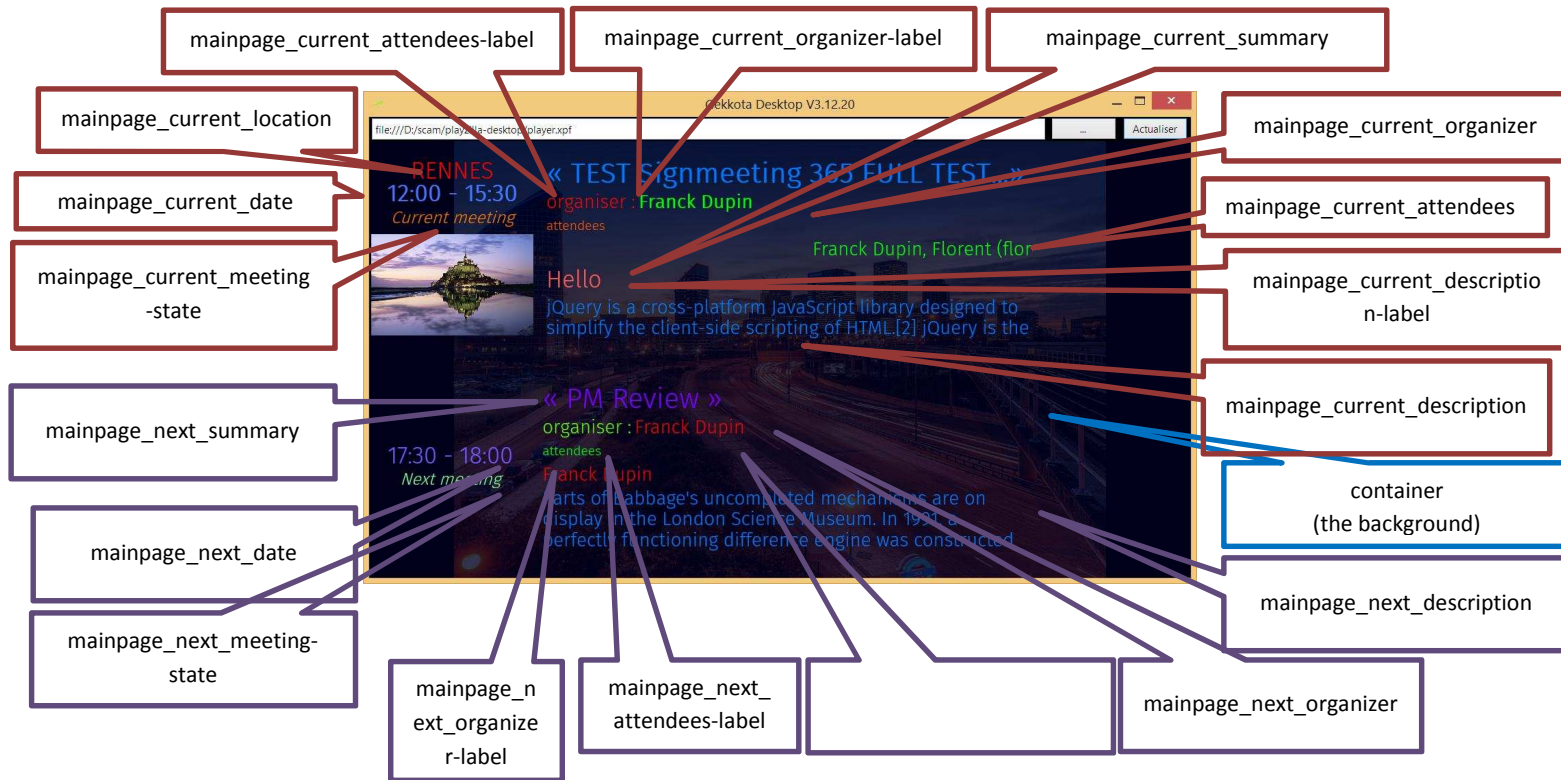 mainpage_current_attendees-label
mainpage_current_organizer-label
mainpage_current_summary
mainpage_current_location
mainpage_current_date
mainpage_current_meeting
-state
mainpage_next_summary
mainpage_next_date
mainpage_next_meeting-
state
Gekkota Desktop V3.12.20
file:///D:/scam/playzilla-desktop/player.xpf
...
Actualiser
RENNES
12:00 - 15:30
Current meeting
« TEST Signmeeting 365 FULL TEST...»
organiser : Franck Dupin
attendees
Franck Dupin, Florent (flor
Hello
jQuery is a cross-platform JavaScript library designed to
simplify the client-side scripting of HTML.[2] jQuery is the
« PM Review »
organiser : Franck Dupin
attendees
17:30 - 18:00
Next meeting
Franck Dupin
Parts of Babbage's uncompleted mechanisms are on
display in the London Science Museum. In 1991, a
perfectly functioning difference engine was constructed
mainpage_current_organizer
mainpage_current_attendees
mainpage_current_descriptio
n-label
mainpage_current_description
container
(the background)
mainpage_next_description
mainpage_n
ext_organize
r-label
mainpage_next_
attendees-label
mainpage_next_organizer